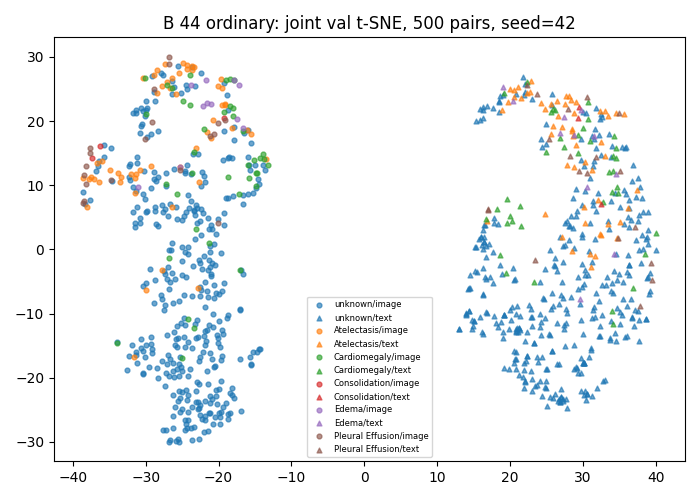 B 44 ordinary: joint val t-SNE, 500 pairs, seed=42
30
20
10
0
−10
−20
−30
−40
−30
−20
−10
0
10
20
30
40
unknown/image
unknown/text
Atelectasis/image
Atelectasis/text
Cardiomegaly/image
Cardiomegaly/text
Consolidation/image
Consolidation/text
Edema/image
Edema/text
Pleural Effusion/image
Pleural Effusion/text